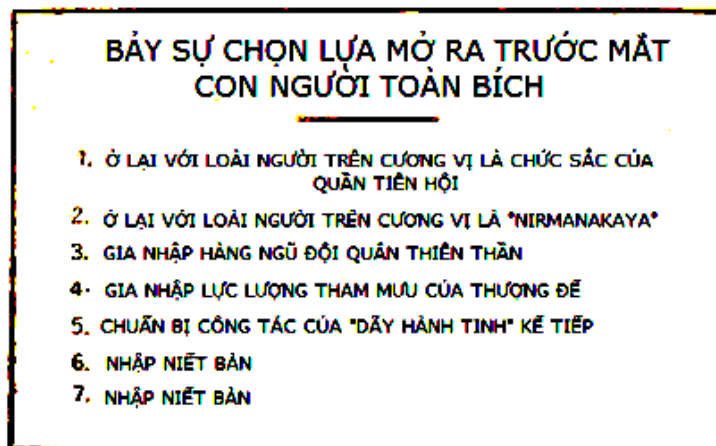 BẢY SỰ CHỌN LỰA MỞ RA TRƯỚC MẮT
CON NGƯỜI TOÀN BÍCH
1. Ở LẠI VỚI LOÀI NGƯỜI TRÊN CƯƠNG VỊ LÀ CHỨC SẮC CỦA
QUẦN TIÊN HỘI
2. Ở LẠI VỚI LOÀI NGƯỜI TRÊN CƯƠNG VỊ LÀ "NIRMANAKAYA"
3. GIA NHẬP HÀNG NGŨ ĐỘI QUÂN THIÊN THẦN
4. GIA NHẬP LỰC LƯỢNG THAM MƯU CỦA THƯỢNG ĐẾ
5. CHUẨN BỊ CÔNG TÁC CỦA "DÃY HÀNH TINH" KẾ TIẾP
6. NHẬP NIẾT BÀN
7. NHẬP NIẾT BÀN